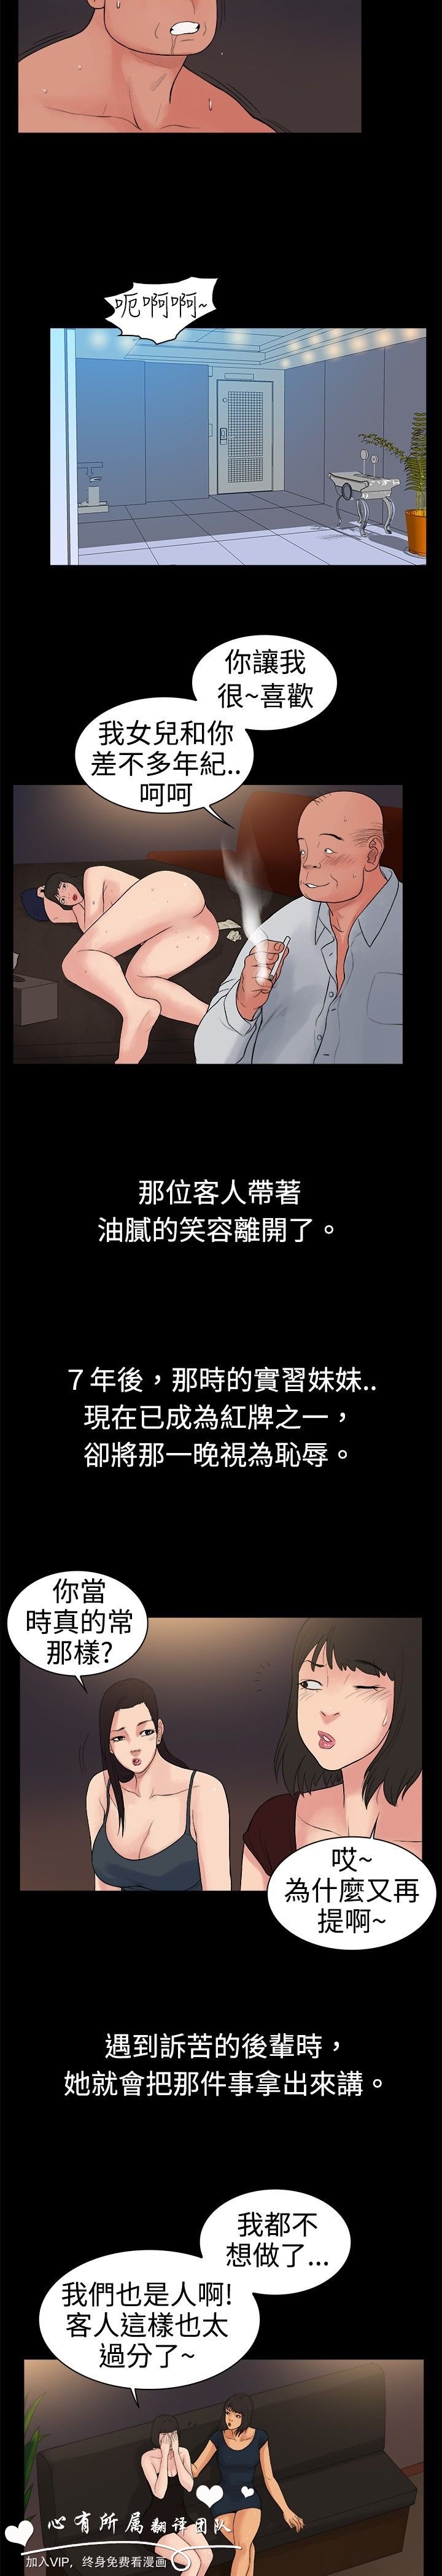 呃啊啊~
你讓我
很~喜歡
我女兒和你
差不多年紀..
呵呵
那位客人帶著
油膩的笑容離開了。
7年後，那時的實習妹妹..
現在已成為紅牌之一，
卻將那一晚視為恥辱。
你當
時真的常
那樣?
哎~
為什麼又再
提啊~
遇到訴苦的後輩時，
她就會把那件事拿出來講。
我都不
想做了...
我們也是人啊!
客人這樣也太
過分了~
心有所属翻译团队
加入VIP，终身免费看漫画